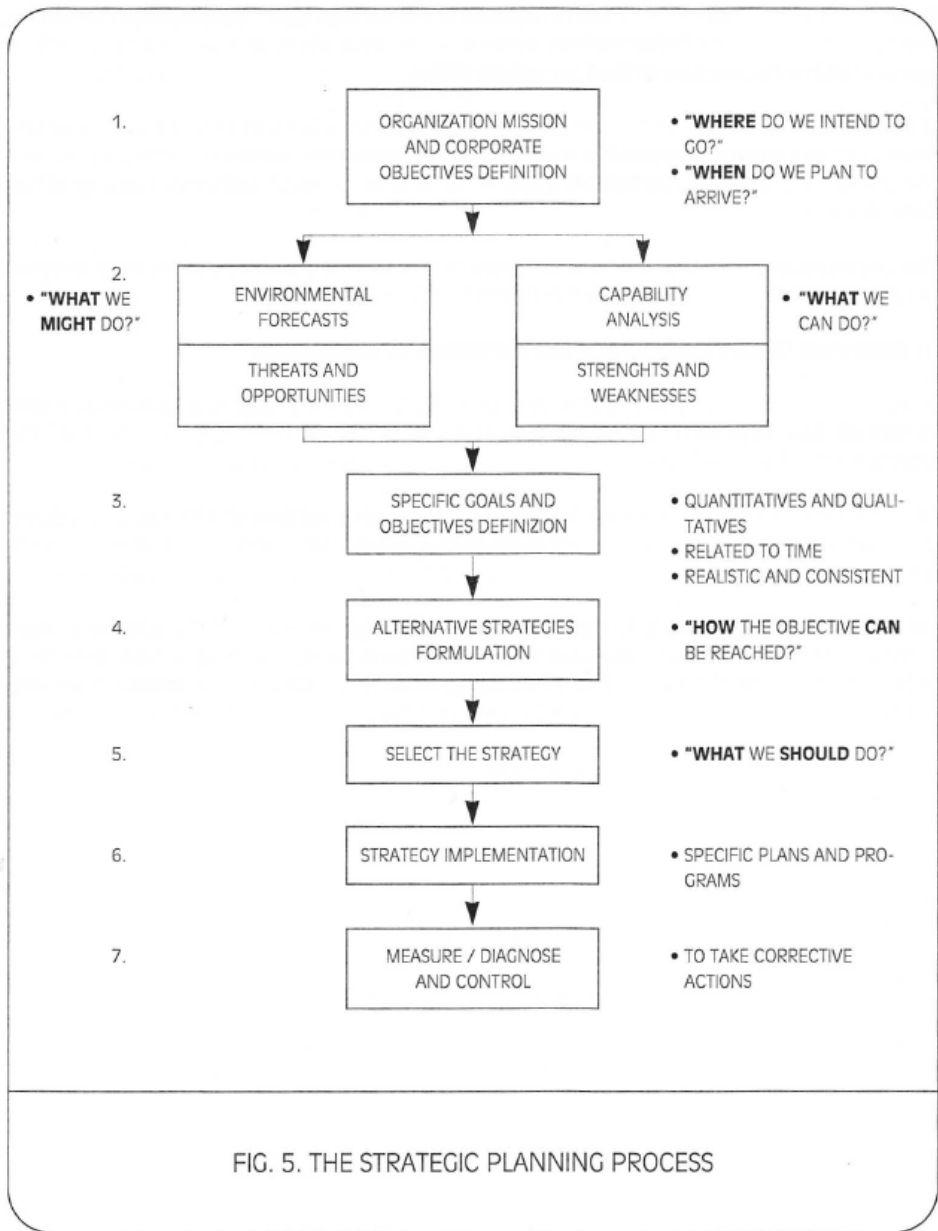 1.
ORGANIZATION MISSION
AND CORPORATE
OBJECTIVES DEFINITION
• "WHERE DO WE INTEND TO
GO?"
• "WHEN DO WE PLAN TO
ARRIVE?"
2.
• "WHAT WE
MIGHT DO?"
ENVIRONMENTAL
FORECASTS
THREATS AND
OPPORTUNITIES
CAPABILITY
ANALYSIS
STRENGHTS AND
WEAKNESSES
• "WHAT WE
CAN DO?"
3.
SPECIFIC GOALS AND
OBJECTIVES DEFINIZION
• QUANTITATIVES AND QUALI-
TATIVES
• RELATED TO TIME
• REALISTIC AND CONSISTENT
4.
ALTERNATIVE STRATEGIES
FORMULATION
• "HOW THE OBJECTIVE CAN
BE REACHED?"
5.
SELECT THE STRATEGY
• "WHAT WE SHOULD DO?"
6.
STRATEGY IMPLEMENTATION
• SPECIFIC PLANS AND PRO-
GRAMS
7.
MEASURE / DIAGNOSE
AND CONTROL
• TO TAKE CORRECTIVE
ACTIONS
FIG. 5. THE STRATEGIC PLANNING PROCESS